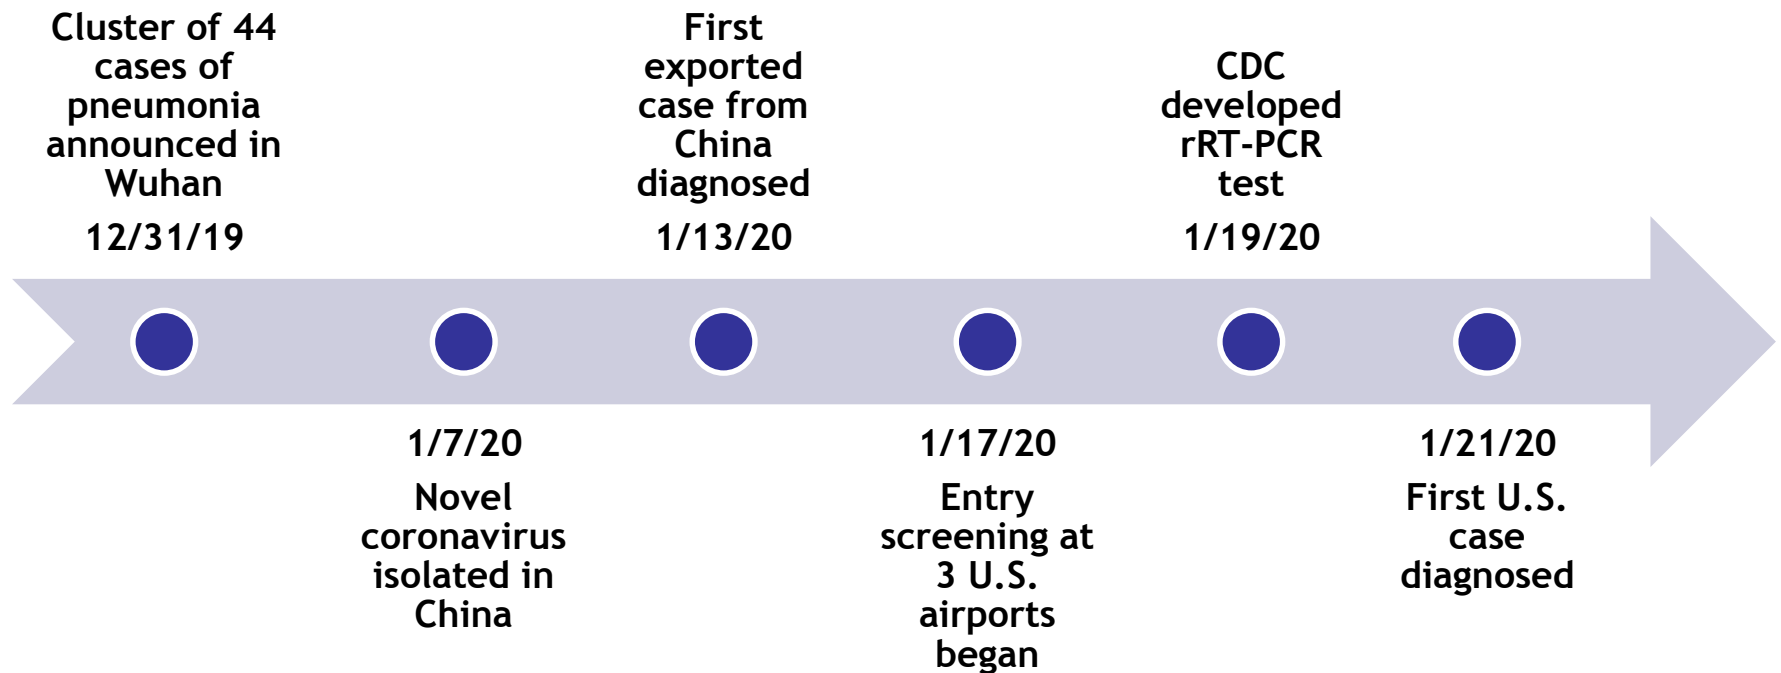 Cluster of 44
cases of
pneumonia
announced in
Wuhan
12/31/19
1/7/20
Novel
coronavirus
isolated in
China
First
exported
case from
China
diagnosed
1/13/20
1/17/20
Entry
screening at
3 U.S.
airports
began
CDC
developed
rRT-PCR
test
1/19/20
1/21/20
First U.S.
case
diagnosed